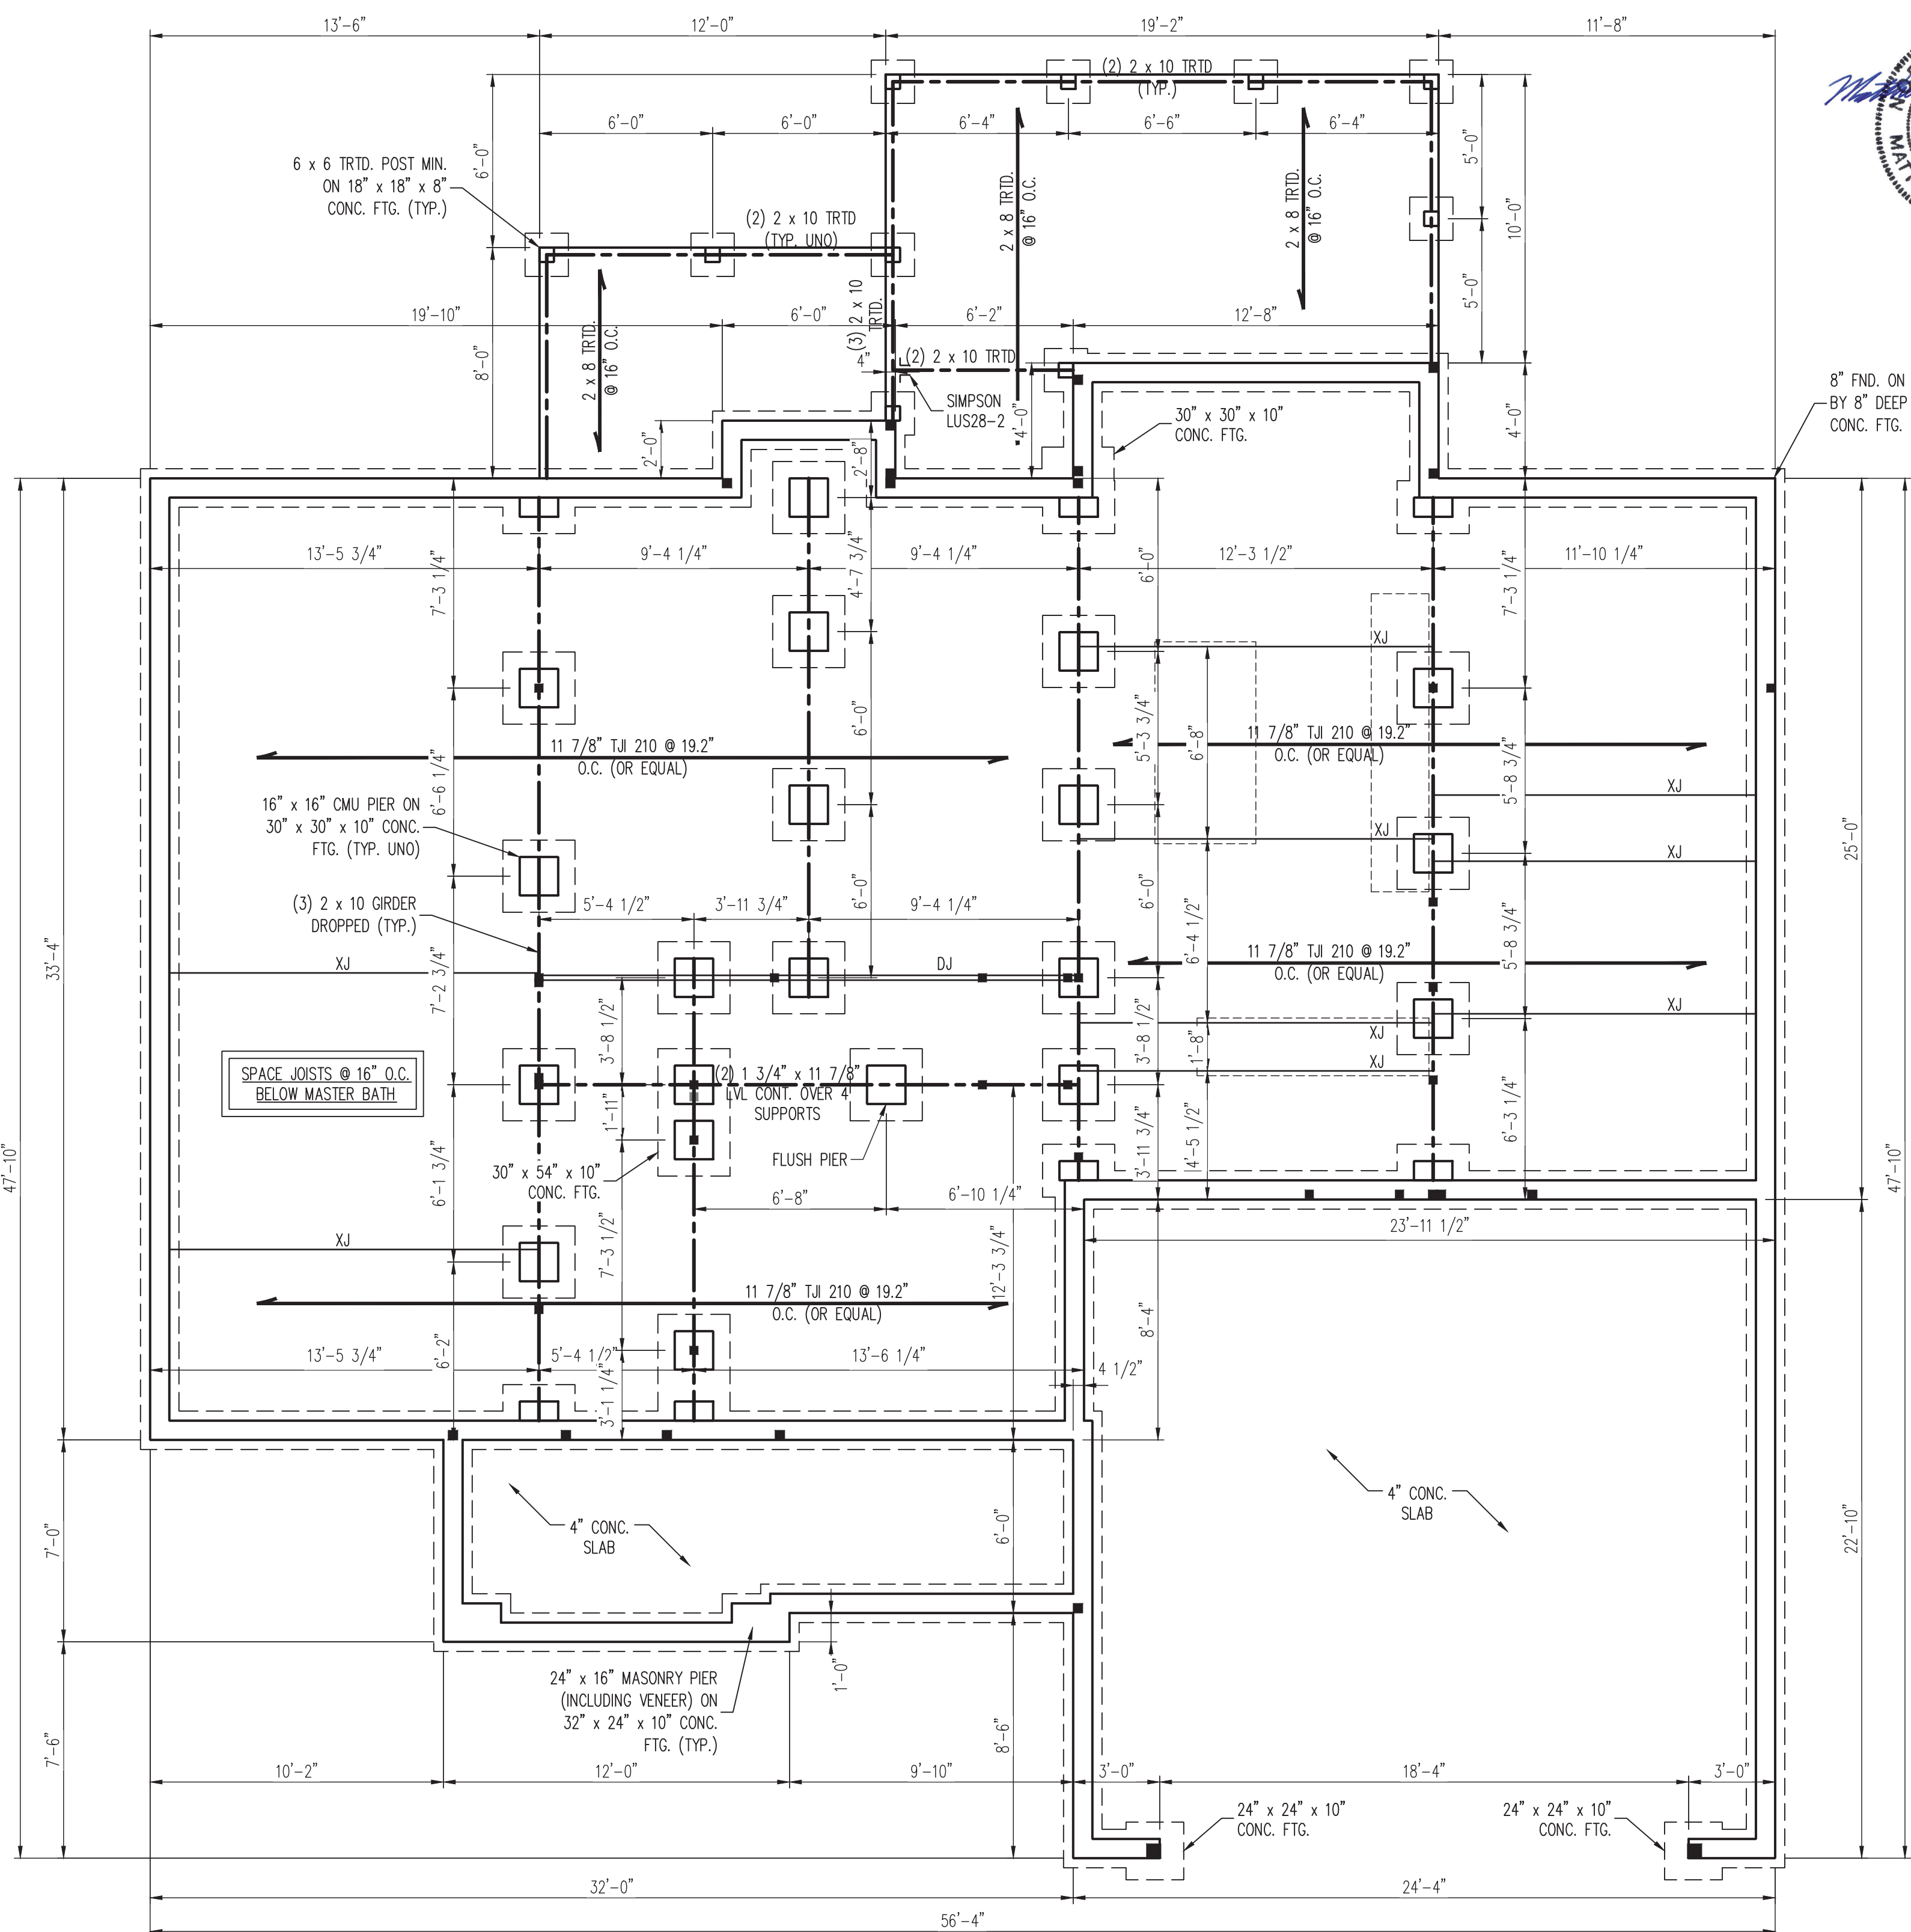 13'-6"
12'-0"
19'-2"
11'-8"
(2) 2 x 10 TRTD
(TYP.)
6'-0"
6'-0"
6'-4"
6'-6"
6'-4"
6'-0"
5'-0"
6 x 6 TRTD. POST MIN.
ON 18" x 18" x 8"
CONC. FTG. (TYP.)
2 x 8 TRTD.
@ 16" O.C.
2 x 8 TRTD.
@ 16" O.C.
10'-0"
(2) 2 x 10 TRTD
(TYP. UNO)
5'-0"
19'-10"
6'-0"
(3) 2 x 10
TRTD.
6'-2"
12'-8"
8'-0"
2 x 8 TRTD.
@ 16" O.C.
4"
(2) 2 x 10 TRTD
SIMPSON
LUS28-2
4'-0"
30" x 30" x 10"
CONC. FTG.
4'-0"
8" FND. ON
BY 8" DEEP
CONC. FTG.
2'-0"
2'-8"
13'-5 3/4"
9'-4 1/4"
9'-4 1/4"
12'-3 1/2"
11'-10 1/4"
7'-3 1/4"
4'-7 3/4"
6'-0"
7'-3 1/4"
XJ
6'-0"
5'-3 3/4"
6'-8"
11 7/8" TJI 210 @ 19.2"
O.C. (OR EQUAL)
11 7/8" TJI 210 @ 19.2"
O.C. (OR EQUAL)
6'-6 1/4"
5'-8 3/4"
XJ
16" x 16" CMU PIER ON
30" x 30" x 10" CONC.
FTG. (TYP. UNO)
XJ
XJ
25'-0"
(3) 2 x 10 GIRDER
DROPPED (TYP.)
5'-4 1/2"
3'-11 3/4"
9'-4 1/4"
6'-0"
6'-0"
6'-4 1/2"
5'-8 3/4"
33'-4"
XJ
7'-2 3/4"
DJ
11 7/8" TJI 210 @ 19.2"
O.C. (OR EQUAL)
XJ
3'-8 1/2"
3'-8 1/2"
1'-8"
XJ
XJ
SPACE JOISTS @ 16" O.C.
BELOW MASTER BATH
(2) 1 3/4" x 11 7/8"
LVL CONT. OVER 4
SUPPORTS
1'-11"
6'-1 3/4"
3'-11 3/4"
4'-5 1/2"
6'-3 1/4"
47'-10"
47'-10"
FLUSH PIER
30" x 54" x 10"
CONC. FTG.
6'-8"
6'-10 1/4"
23'-11 1/2"
XJ
7'-3 1/2"
12'-3 3/4"
11 7/8" TJI 210 @ 19.2"
O.C. (OR EQUAL)
8'-4"
6'-2"
13'-5 3/4"
5'-4 1/2"
13'-6 1/4"
4 1/2"
3'-1 1/4"
4" CONC.
SLAB
4" CONC.
SLAB
7'-0"
6'-0"
22'-10"
24" x 16" MASONRY PIER
(INCLUDING VENEER) ON
32" x 24" x 10" CONC.
FTG. (TYP.)
1'-0"
7'-6"
8'-6"
10'-2"
12'-0"
9'-10"
3'-0"
18'-4"
3'-0"
24" x 24" x 10"
CONC. FTG.
24" x 24" x 10"
CONC. FTG.
32'-0"
24'-4"
56'-4"